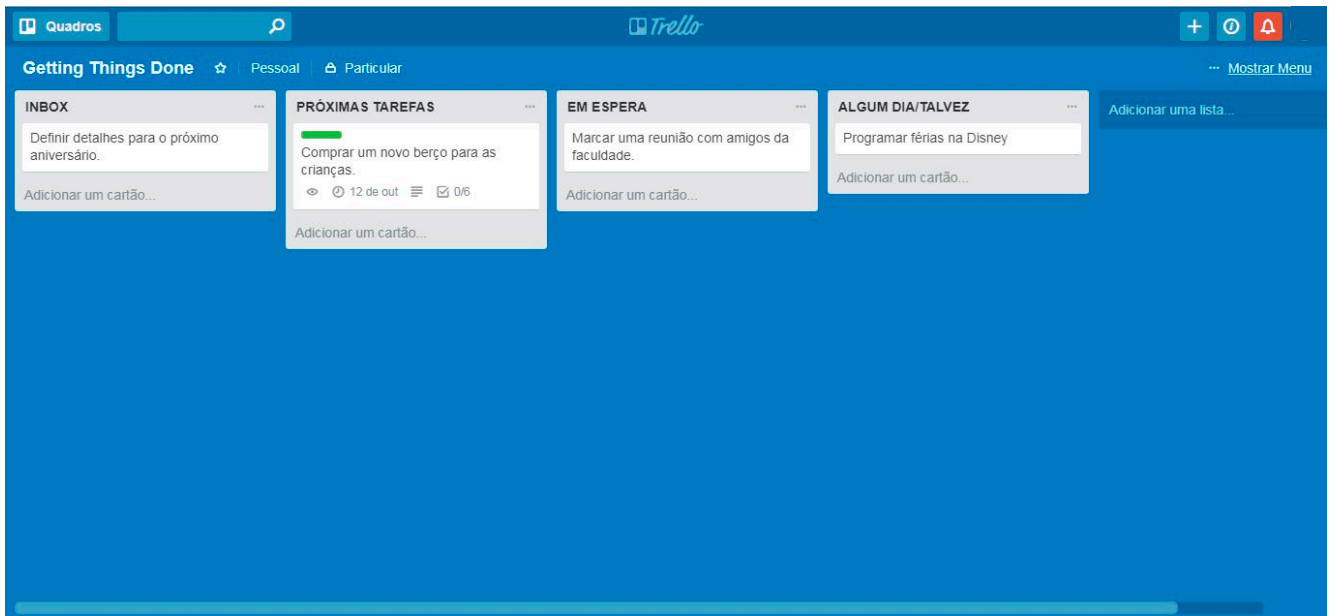 Quadros
Trello
Getting Things Done
Pessoal
Particular
... Mostrar Menu
INBOX
Definir detalhes para o próximo
aniversário.
Adicionar um cartão...
PRÓXIMAS TAREFAS
Comprar um novo berço para as
crianças.
12 de out
0/6
Adicionar um cartão...
EM ESPERA
Marcar uma reunião com amigos da
faculdade.
Adicionar um cartão...
ALGUM DIA/TALVEZ
Programar férias na Disney
Adicionar um cartão...
Adicionar uma lista...